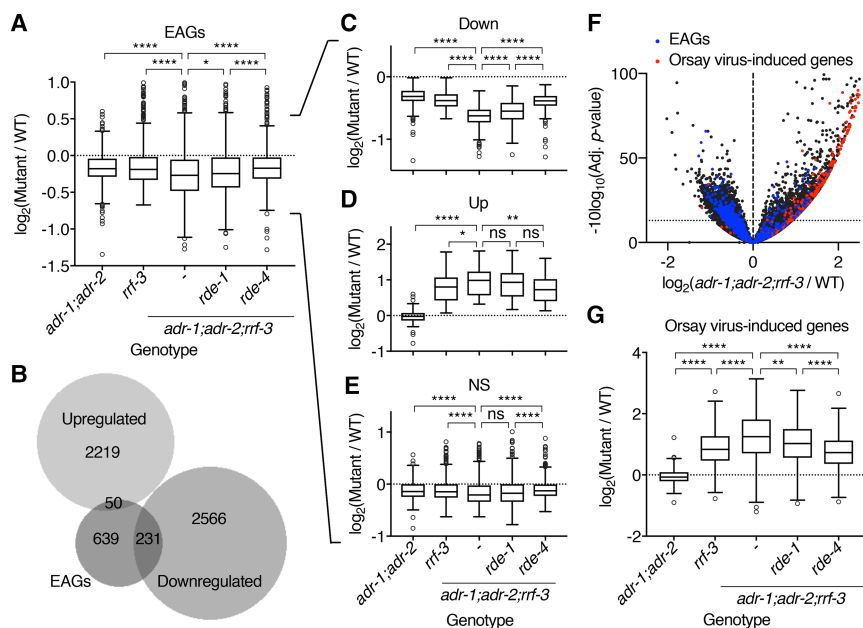 A
EAGs
****
****
****
*
****
log2(Mutant / WT)
1.0
0.5
0.0
-0.5
-1.0
-1.5
adr-1;adr-2
rrf-3
-
rde-1
rde-4
adr-1;adr-2;rrf-3
Genotype
B
Upregulated
2219
50
639
231
2566
EAGs
Downregulated
C
Down
****
****
****
****
****
log2(Mutant / WT)
0
-1
D
Up
****
**
*
ns
ns
log2(Mutant / WT)
2
1
0
-1
E
NS
****
****
****
ns
****
log2(Mutant / WT)
1
0
-1
adr-1;adr-2
rrf-3
-
rde-1
rde-4
adr-1;adr-2;rrf-3
Genotype
F
EAGs
Orsay virus-induced genes
-10log10(Adj. p-value)
100
50
0
-2
0
2
log2(adr-1;adr-2;rrf-3 / WT)
G
Orsay virus-induced genes
****
****
****
****
**
****
log2(Mutant / WT)
4
2
0
-2
adr-1;adr-2
rrf-3
-
rde-1
rde-4
adr-1;adr-2;rrf-3
Genotype